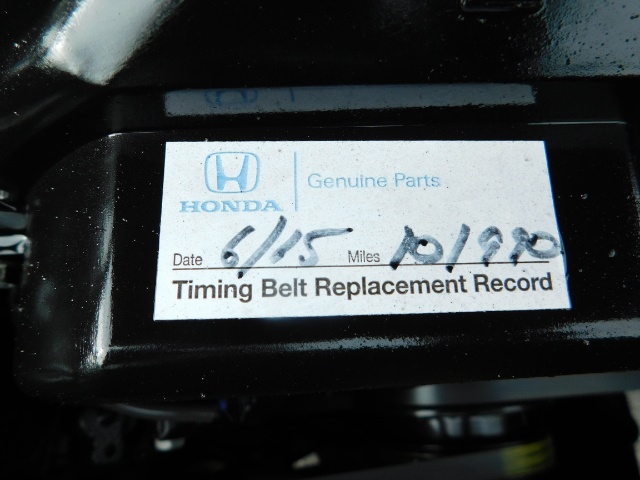 Genuine Parts
HONDA
Date 6/15 Miles 101990
Timing Belt Replacement Record